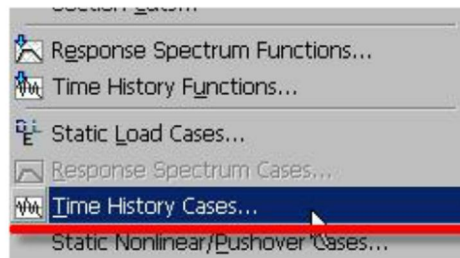 Response Spectrum Functions...
Time History Functions...
Static Load Cases...
Response Spectrum Cases...
Time History Cases...
Static Nonlinear/Pushover Cases...